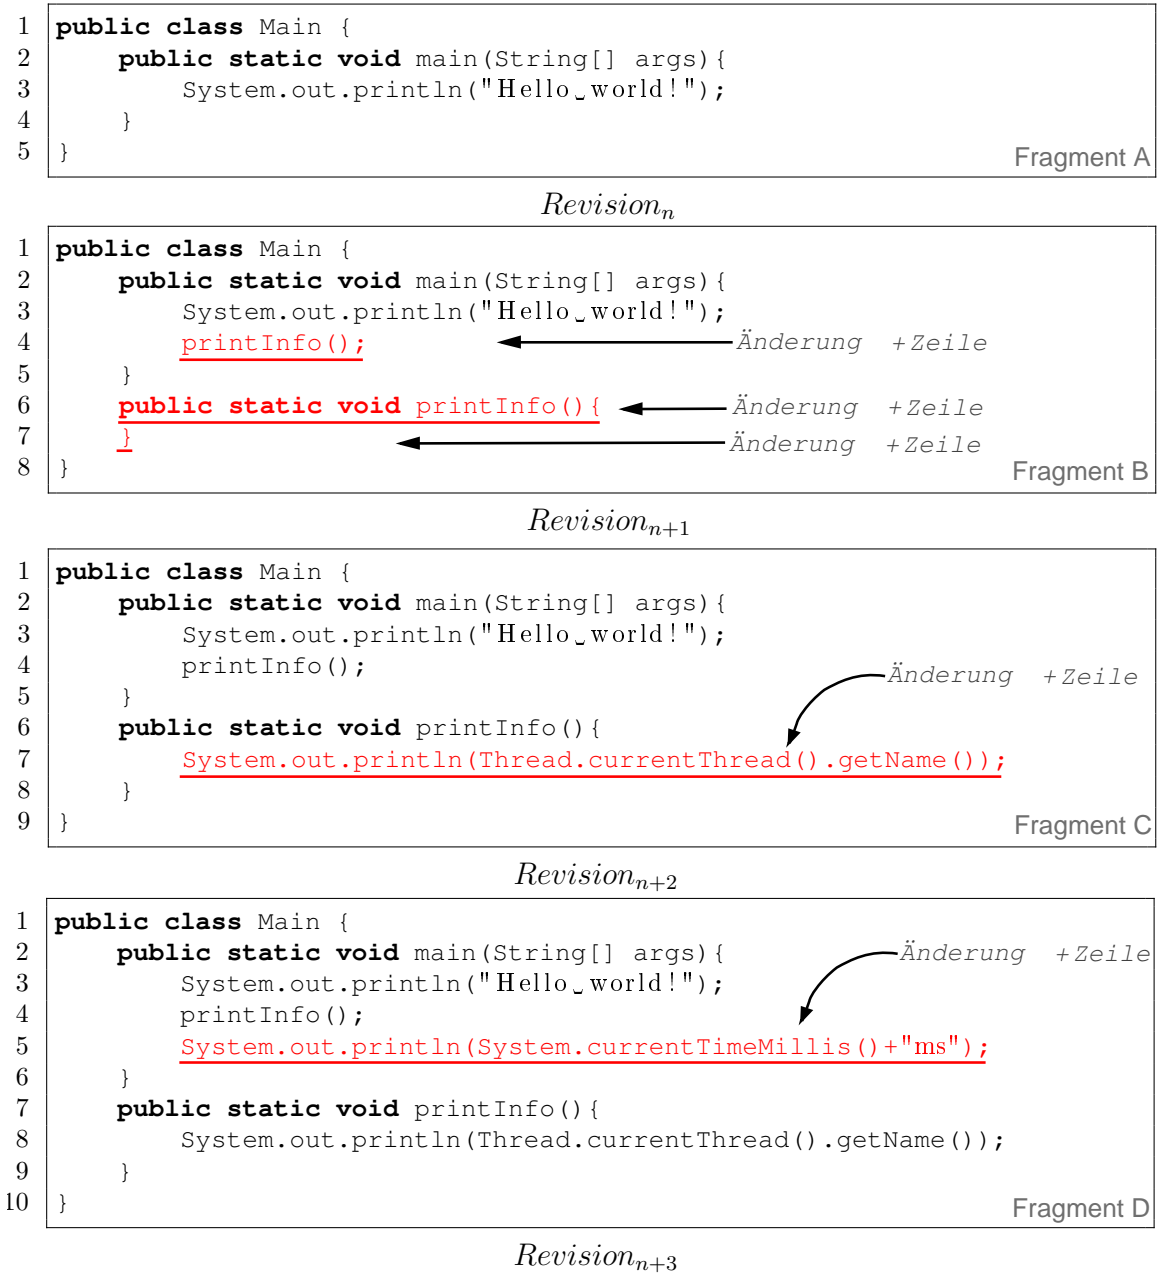 1 public class Main {
2 public static void main(String[] args){
3 System.out.println("Hello␣world!");
4 }
5 }
Fragment A
Revision_n
1 public class Main {
2 public static void main(String[] args){
3 System.out.println("Hello␣world!");
4 printInfo(); Änderung +Zeile
5 }
6 public static void printInfo(){ Änderung +Zeile
7 } Änderung +Zeile
8 }
Fragment B
Revision_{n+1}
1 public class Main {
2 public static void main(String[] args){
3 System.out.println("Hello␣world!");
4 printInfo();
Änderung +Zeile
5 }
6 public static void printInfo(){
7 System.out.println(Thread.currentThread().getName());
8 }
9 }
Fragment C
Revision_{n+2}
1 public class Main {
2 public static void main(String[] args){ Änderung +Zeile
3 System.out.println("Hello␣world!");
4 printInfo();
5 System.out.println(System.currentTimeMillis()+"ms");
6 }
7 public static void printInfo(){
8 System.out.println(Thread.currentThread().getName());
9 }
10 }
Fragment D
Revision_{n+3}